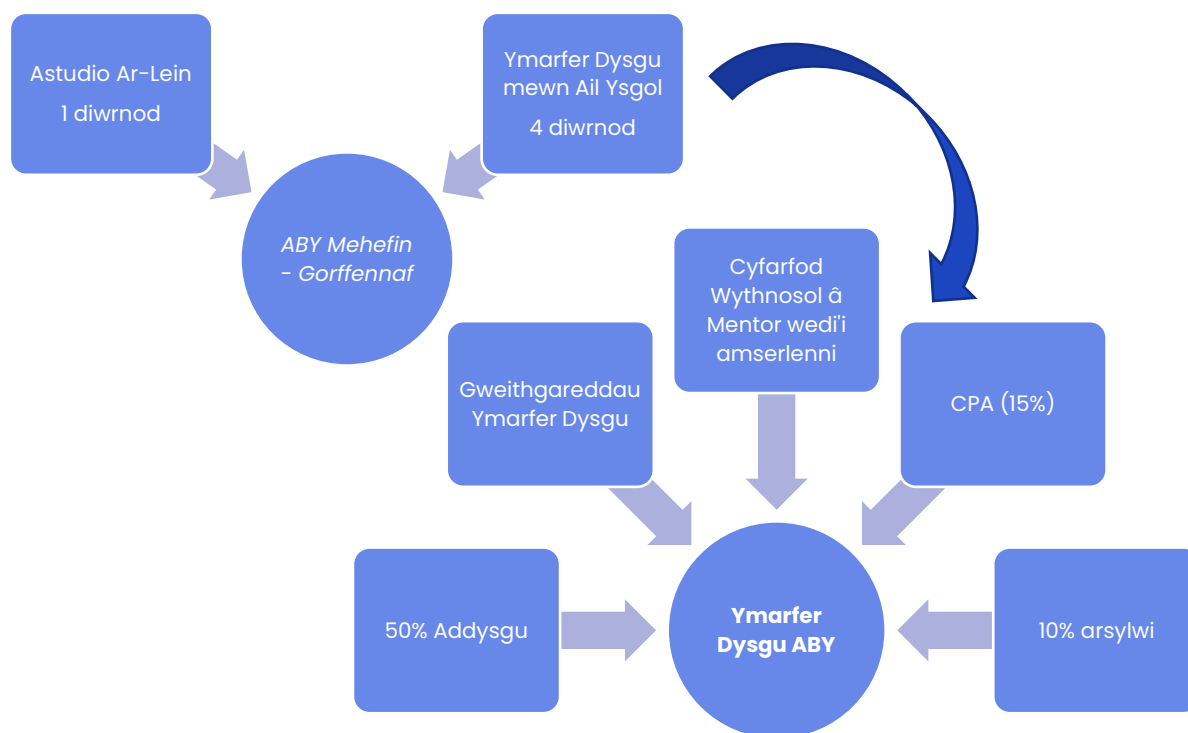 Astudio Ar-Lein
1 diwrnod
Ymarfer Dysgu
mewn Ail Ysgol
4 diwrnod
ABY Mehefin
- Gorffennaf
Cyfarfod
Wythnosol â
Mentor wedi'i
amserlenni
Gweithgareddau
Ymarfer Dysgu
CPA (15%)
50% Addysgu
Ymarfer
Dysgu ABY
10% arsylwi